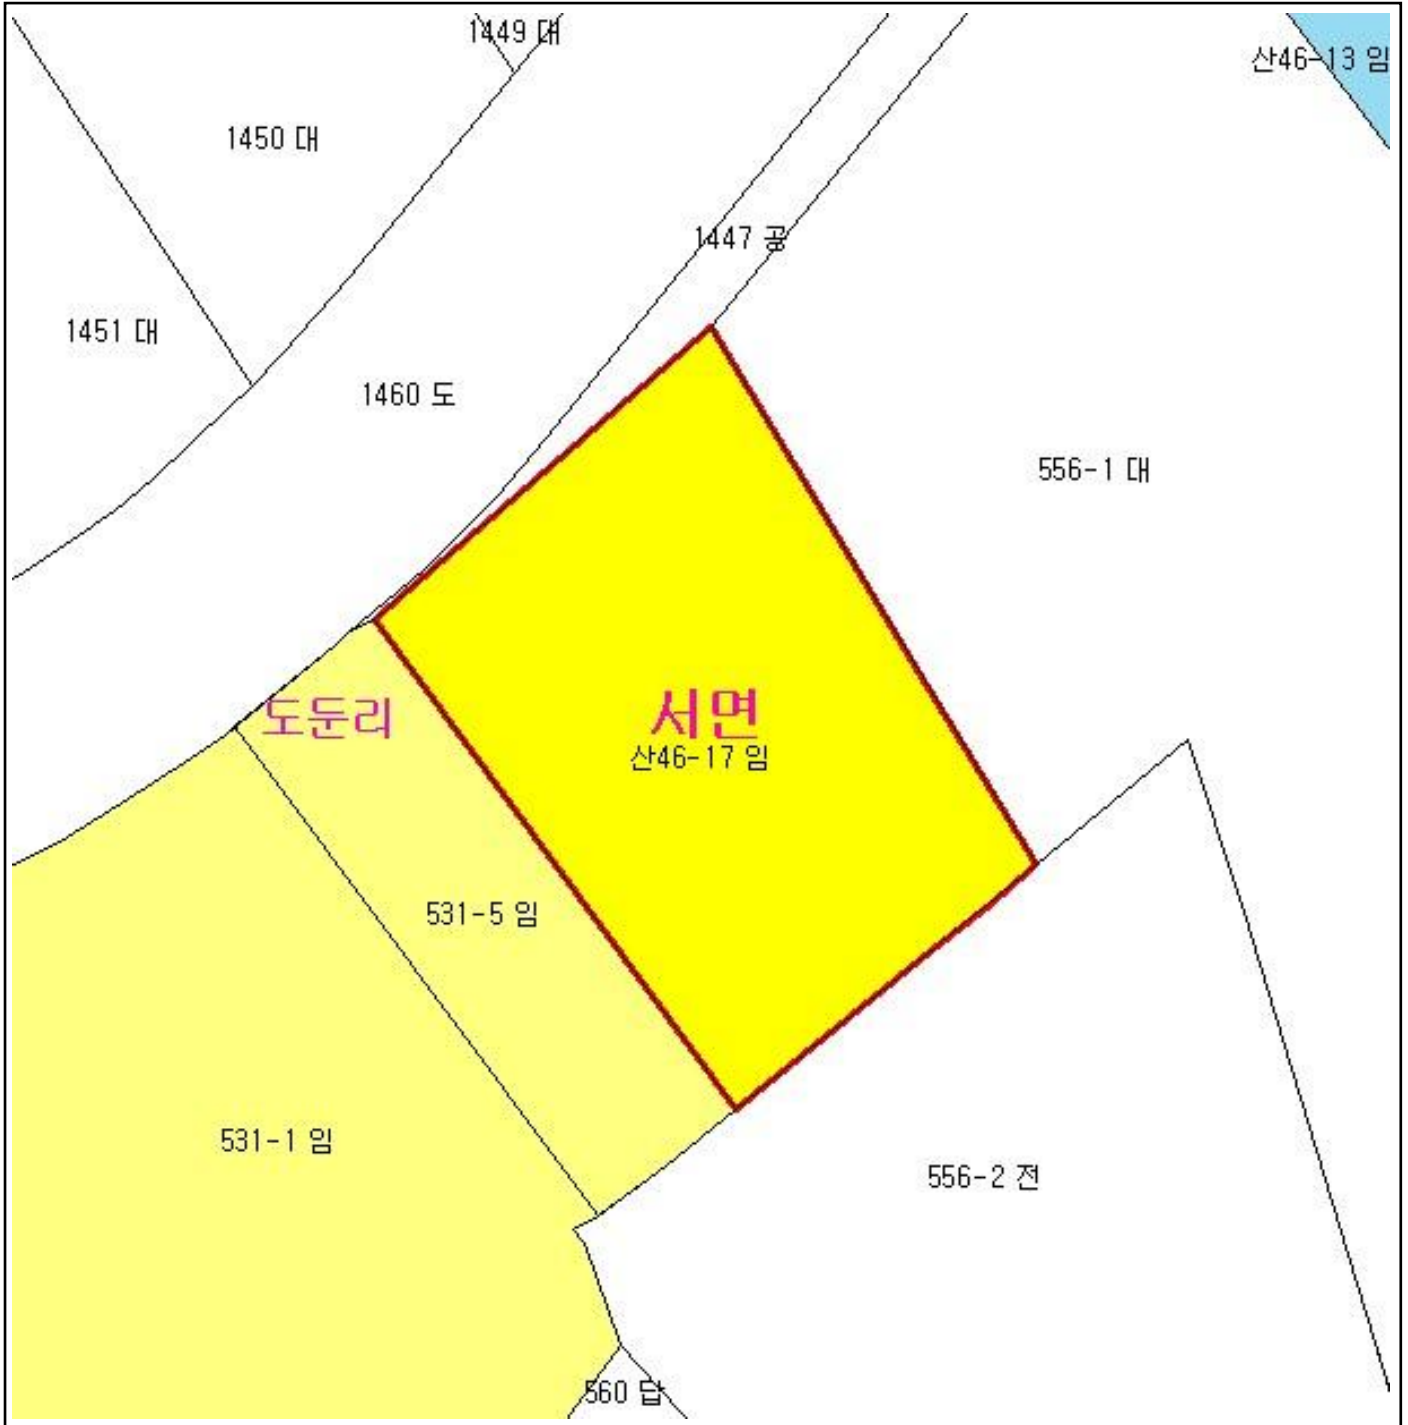 1449 대
산46-13 임
1450 대
1447 공
1451 대
1460 도
556-1 대
도둔리
서면
산46-17 임
531-5 임
531-1 임
556-2 전
560 답